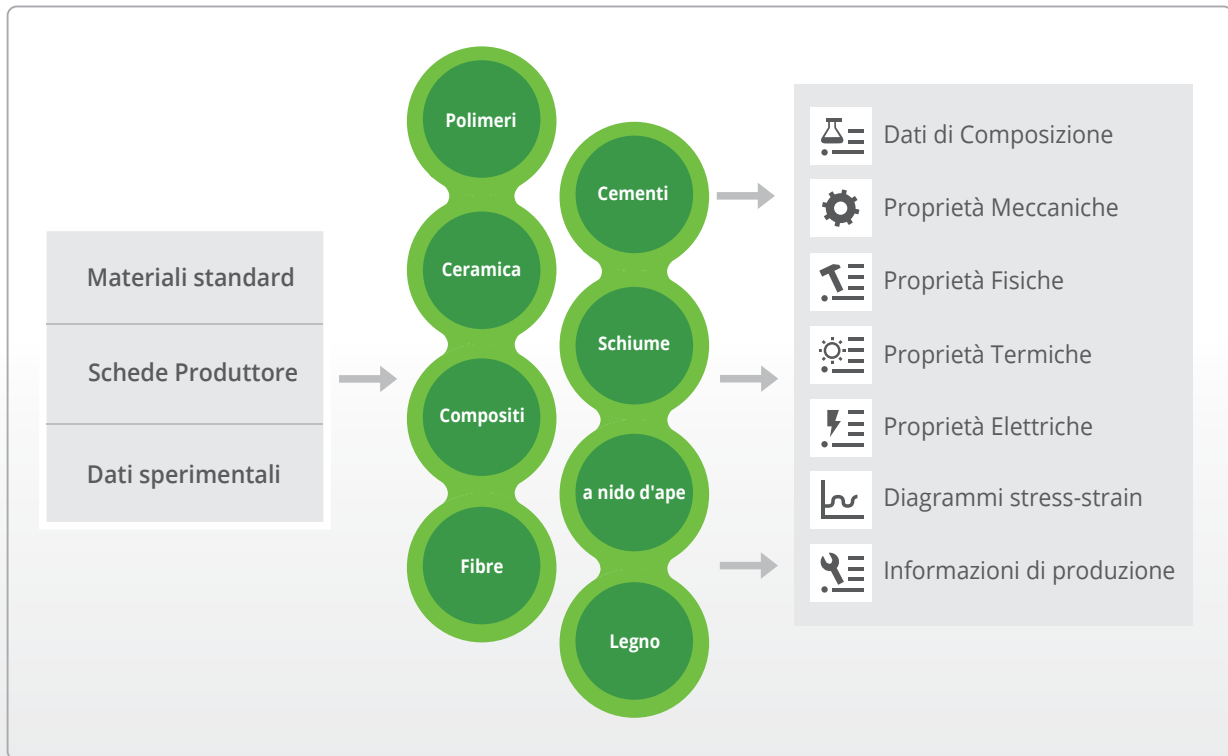 Materiali standard
Schede Produttore
Dati sperimentali
Polimeri
Ceramica
Compositi
Fibre
Cementi
Schiume
a nido d'ape
Legno
Dati di Composizione
Proprietà Meccaniche
Proprietà Fisiche
Proprietà Termiche
Proprietà Elettriche
Diagrammi stress-strain
Informazioni di produzione